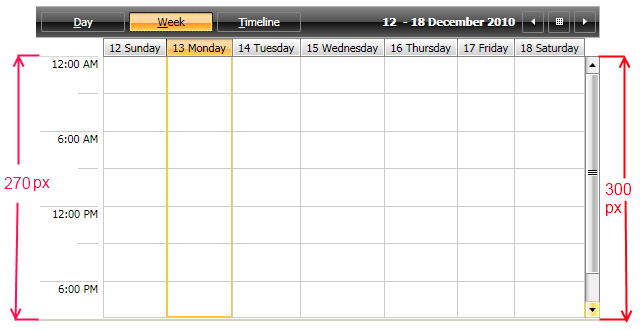 Day Week Timeline 12 - 18 December 2010
12 Sunday 13 Monday 14 Tuesday 15 Wednesday 16 Thursday 17 Friday 18 Saturday
12:00 AM
6:00 AM
270 px
300
px
12:00 PM
6:00 PM